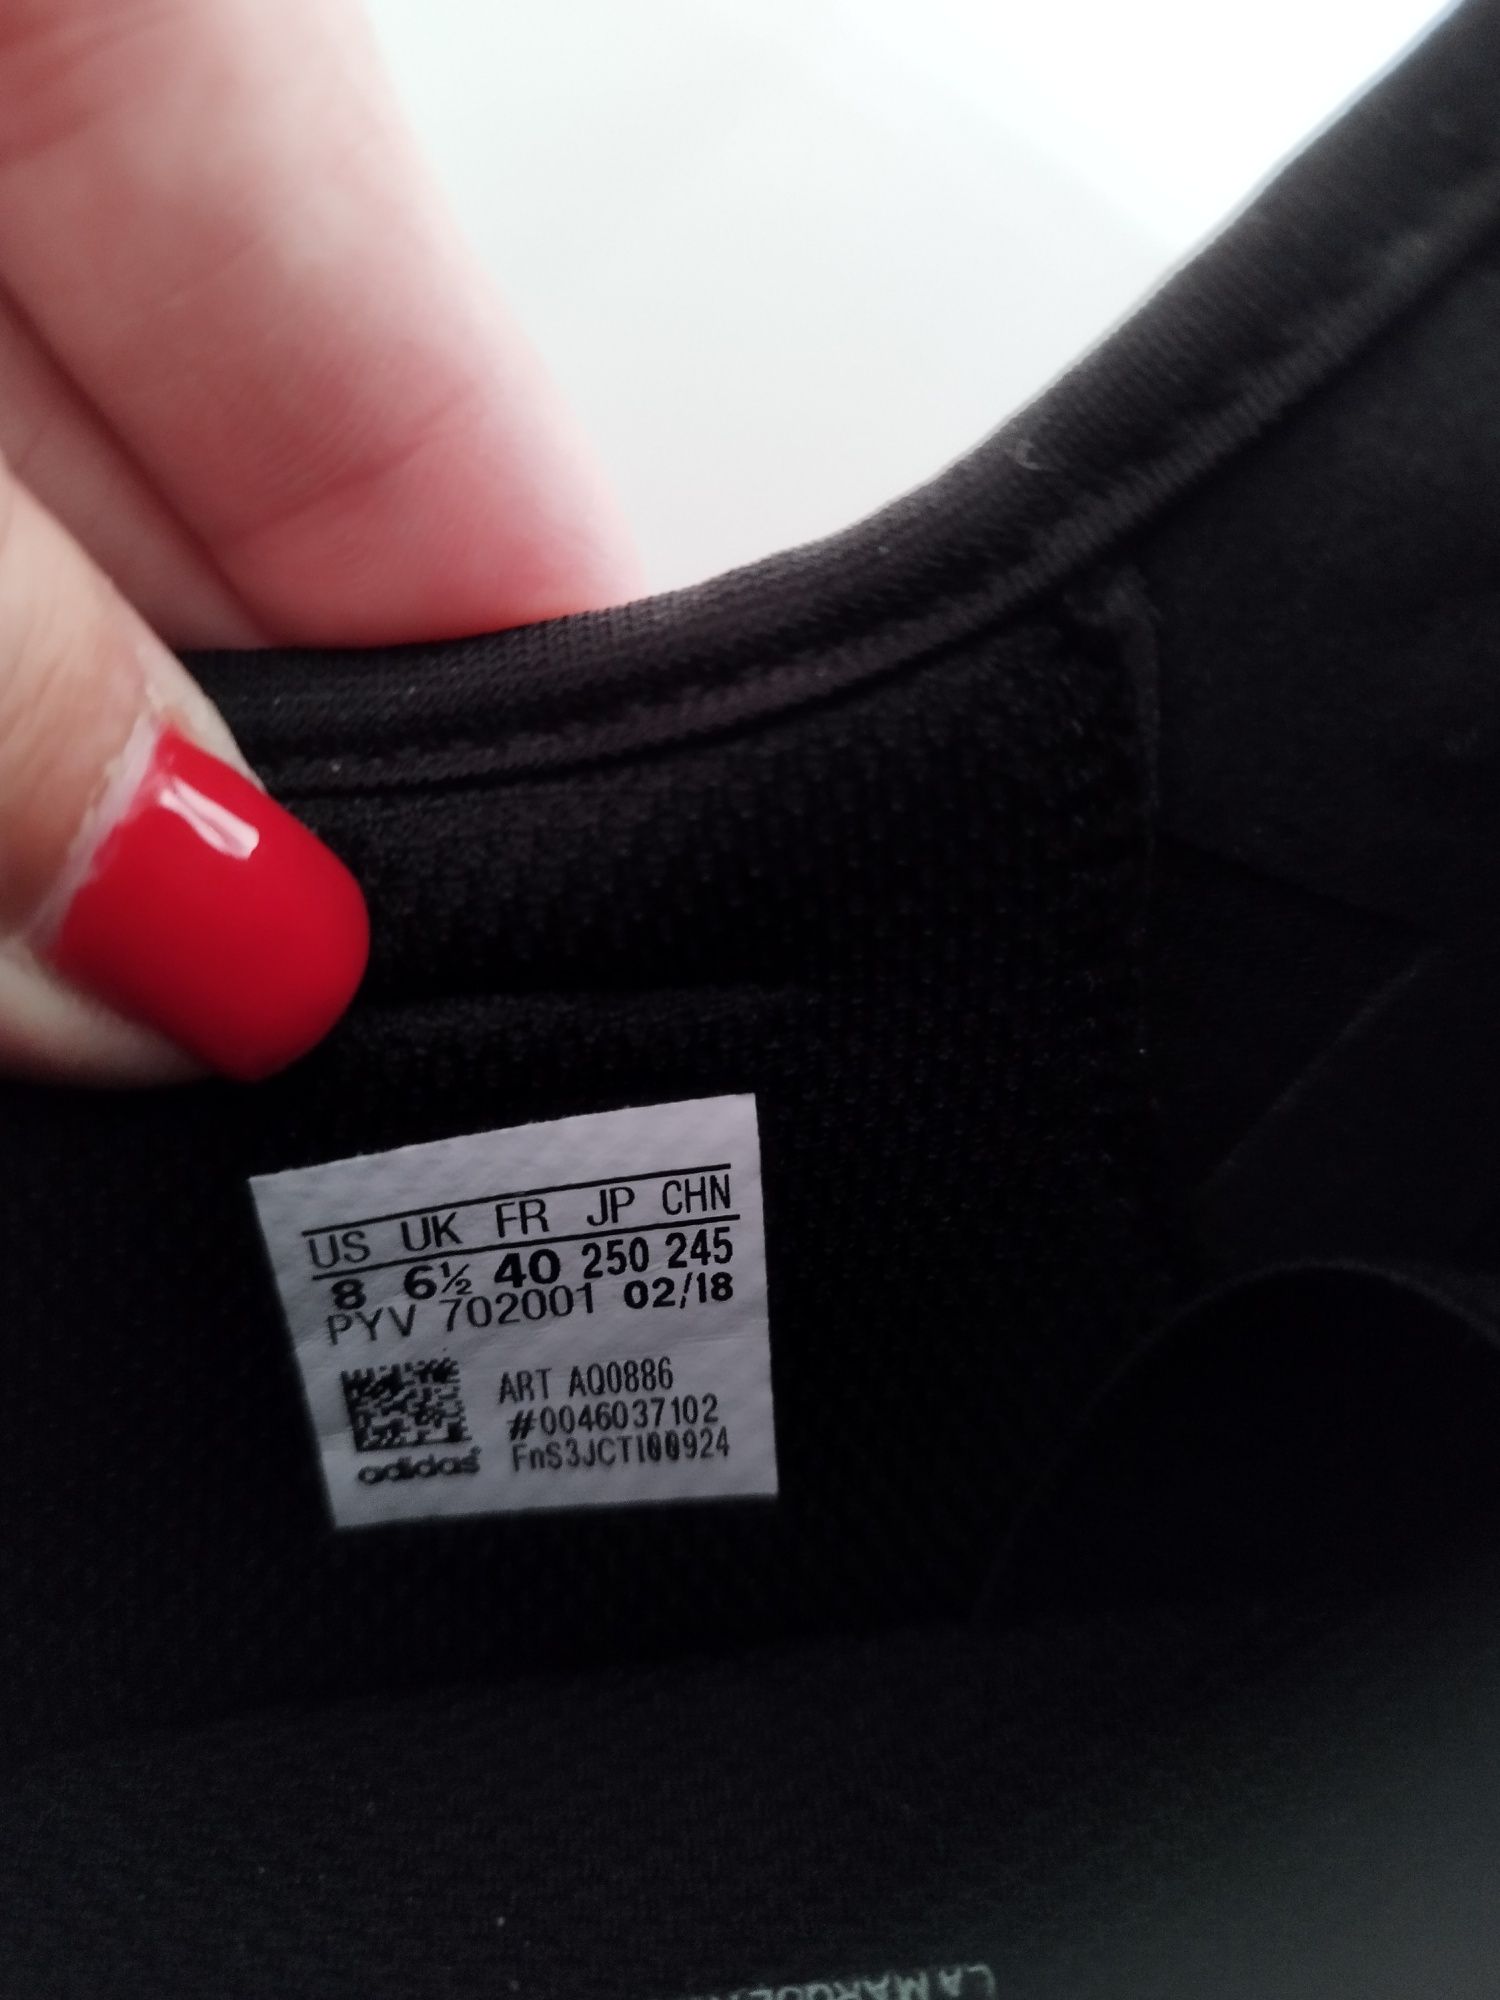 US UK FR JP CHN
8 6½ 40 250 245
PYV 702001 02/18
ART AQ0886
#0046037102
FnS3JCTI00924
adidas